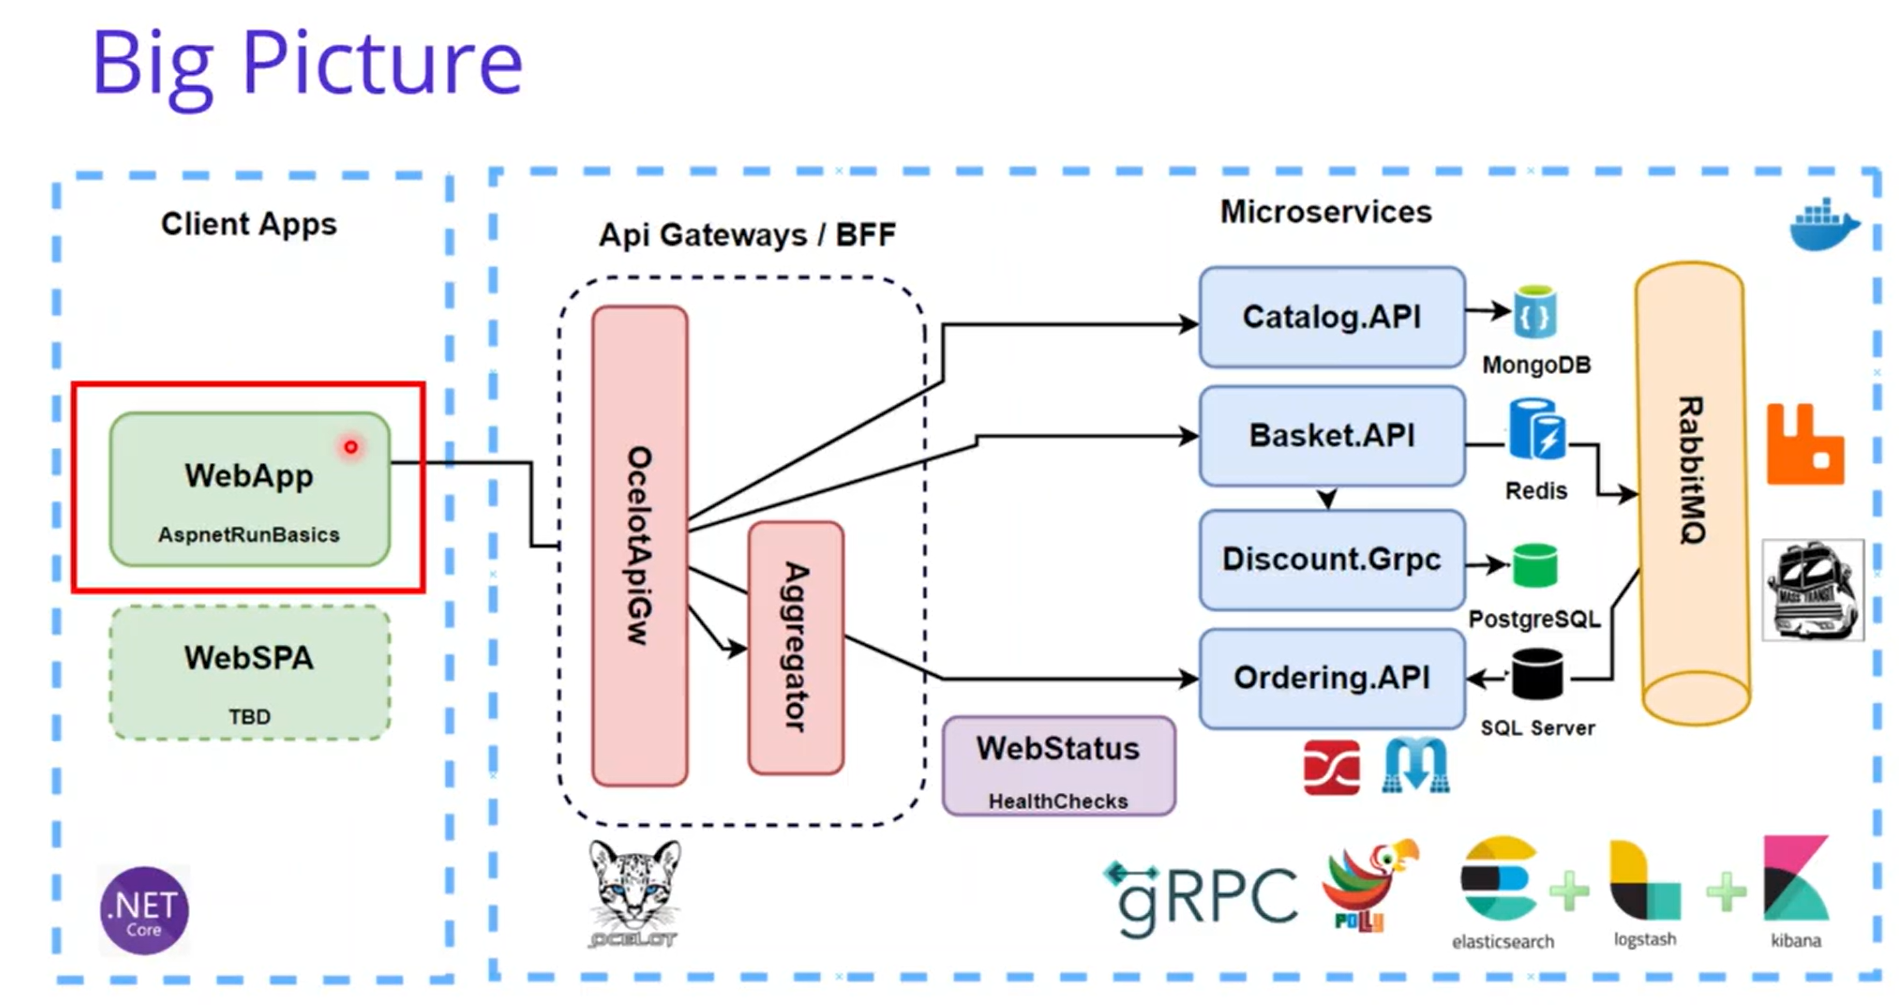 Big Picture
Client Apps
WebApp
AspnetRunBasics
WebSPA
TBD
.NET
Core
Api Gateways / BFF
OcelotApiGw
Aggregator
OCELOT
Microservices
Catalog.API
MongoDB
Basket.API
Redis
Discount.Grpc
PostgreSQL
Ordering.API
SQL Server
WebStatus
HealthChecks
RabbitMQ
MASS TRANSIT
gRPC
POLLY
elasticsearch
logstash
kibana